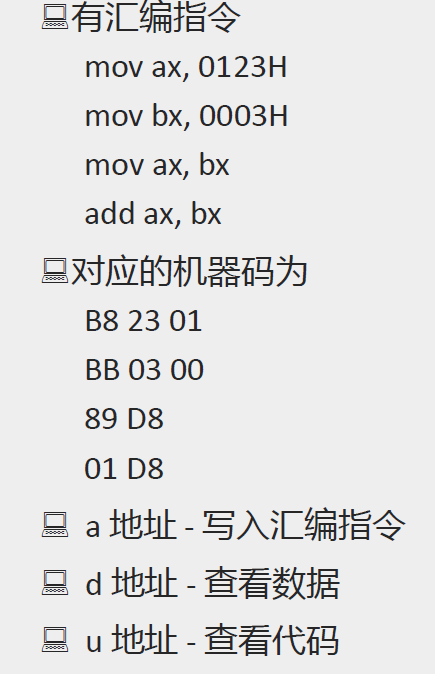 有汇编指令
mov ax, 0123H
mov bx, 0003H
mov ax, bx
add ax, bx
对应的机器码为
B8 23 01
BB 03 00
89 D8
01 D8
a 地址 - 写入汇编指令
d 地址 - 查看数据
u 地址 - 查看代码